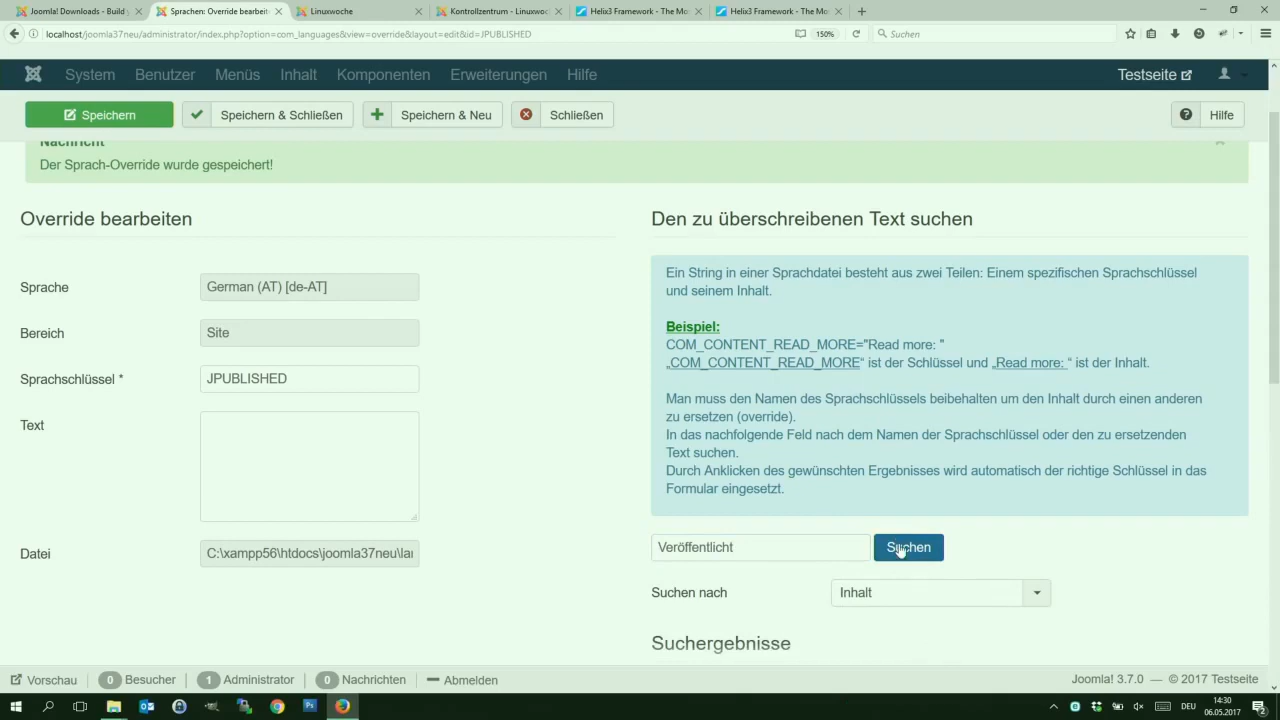 Joomla! Downloads - Build y
Sprachen: Override bearbeit
Linuxwoche
Kontrollzentrum - Linuxwoc
Helix3 Framework - The Mo
Helix3 Framework - The Mo
localhost/joomla37neu/administrator/index.php?option=com_languages&view=override&layout=edit&id=JPUBLISHED
150%
Suchen
System Benutzer Menüs Inhalt Komponenten Erweiterungen Hilfe
Testseite
Speichern
Speichern & Schließen
Speichern & Neu
Schließen
Hilfe
Nachricht
Der Sprach-Override wurde gespeichert!
Override bearbeiten
Sprache
German (AT) [de-AT]
Bereich
Site
Sprachschlüssel *
JPUBLISHED
Text
Datei
C:\xampp56\htdocs\joomla37neu\lan
Den zu überschreibenen Text suchen
Ein String in einer Sprachdatei besteht aus zwei Teilen: Einem spezifischen Sprachschlüssel
und seinem Inhalt.
Beispiel:
COM_CONTENT_READ_MORE="Read more: "
„COM_CONTENT_READ_MORE“ ist der Schlüssel und „Read more: “ ist der Inhalt.
Man muss den Namen des Sprachschlüssels beibehalten um den Inhalt durch einen anderen
zu ersetzen (override).
In das nachfolgende Feld nach dem Namen der Sprachschlüssel oder den zu ersetzenden
Text suchen.
Durch Anklicken des gewünschten Ergebnisses wird automatisch der richtige Schlüssel in das
Formular eingesetzt.
Veröffentlicht
Suchen
Suchen nach
Inhalt
Suchergebnisse
Vorschau
0 Besucher
1 Administrator
0 Nachrichten
Abmelden
Joomla! 3.7.0 — © 2017 Testseite
DEU
14:30
06.05.2017
2